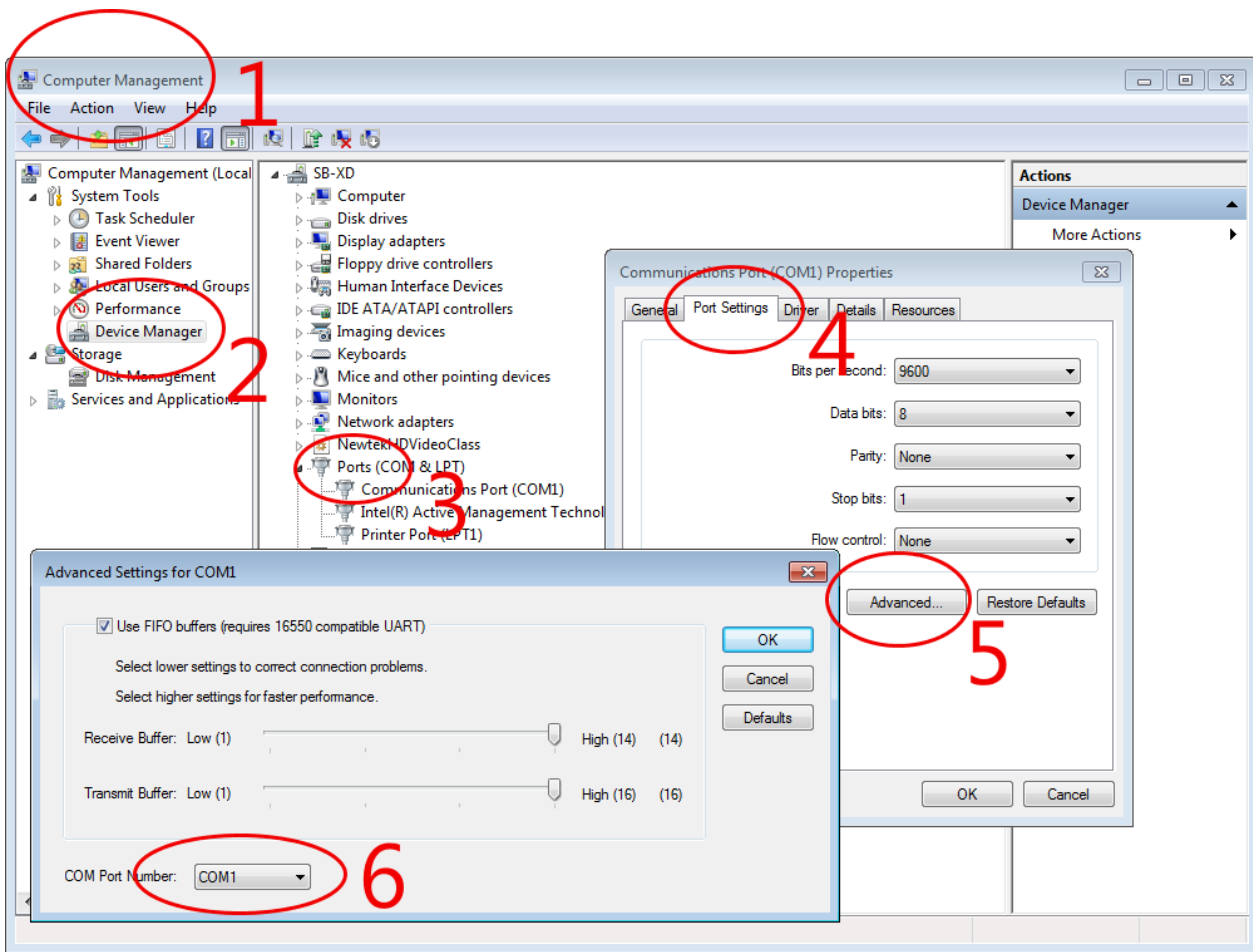 Computer Management
1
File Action View Help
Computer Management (Local
System Tools
Task Scheduler
Event Viewer
Shared Folders
Local Users and Groups
Performance
Device Manager
2
Storage
Disk Management
Services and Applications
SB-XD
Computer
Disk drives
Display adapters
Floppy drive controllers
Human Interface Devices
IDE ATA/ATAPI controllers
Imaging devices
Keyboards
Mice and other pointing devices
Monitors
Network adapters
NewtekHDVideoClass
Ports (COM & LPT)
3
Communications Port (COM1)
Intel(R) Active Management Technol
Printer Port (LPT1)
Actions
Device Manager
More Actions
Communications Port (COM1) Properties
General Port Settings Driver Details Resources
4
Bits per second: 9600
Data bits: 8
Parity: None
Stop bits: 1
Flow control: None
Advanced... Restore Defaults
5
OK Cancel
Advanced Settings for COM1
Use FIFO buffers (requires 16550 compatible UART)
Select lower settings to correct connection problems.
Select higher settings for faster performance.
Receive Buffer: Low (1) High (14) (14)
Transmit Buffer: Low (1) High (16) (16)
OK
Cancel
Defaults
COM Port Number: COM1
6